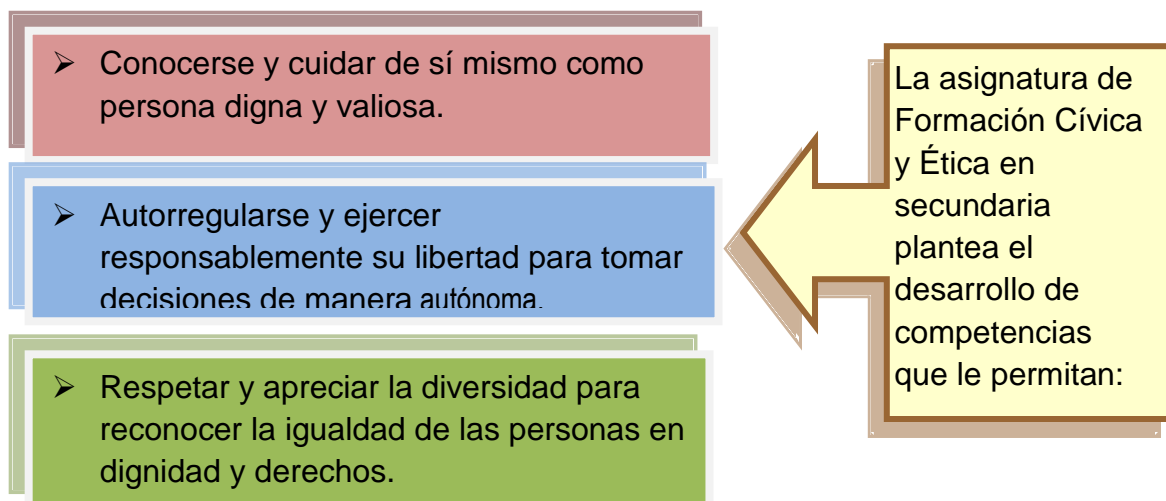 ➢ Conocerse y cuidar de sí mismo como
persona digna y valiosa.
➢ Autorregularse y ejercer
responsablemente su libertad para tomar
decisiones de manera autónoma.
➢ Respetar y apreciar la diversidad para
reconocer la igualdad de las personas en
dignidad y derechos.
La asignatura de
Formación Cívica
y Ética en
secundaria
plantea el
desarrollo de
competencias
que le permitan: